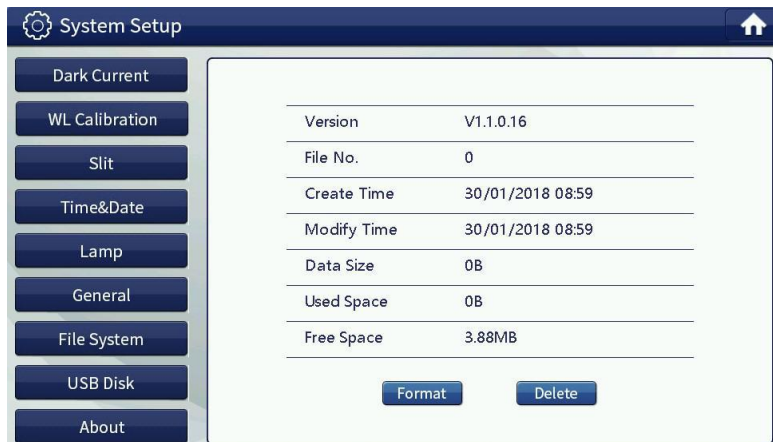 System Setup
Dark Current
WL Calibration
Slit
Time&Date
Lamp
General
File System
USB Disk
About
Version V1.1.0.16
File No. 0
Create Time 30/01/2018 08:59
Modify Time 30/01/2018 08:59
Data Size 0B
Used Space 0B
Free Space 3.88MB
Format Delete